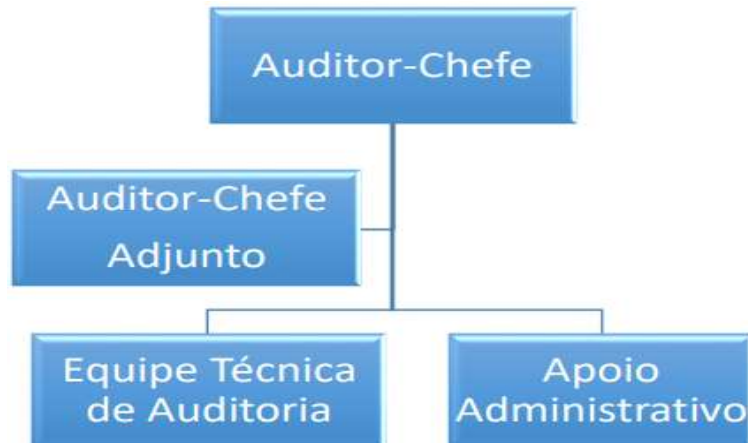 Auditor-Chefe
Auditor-Chefe
Adjunto
Equipe Técnica
de Auditoria
Apoio
Administrativo